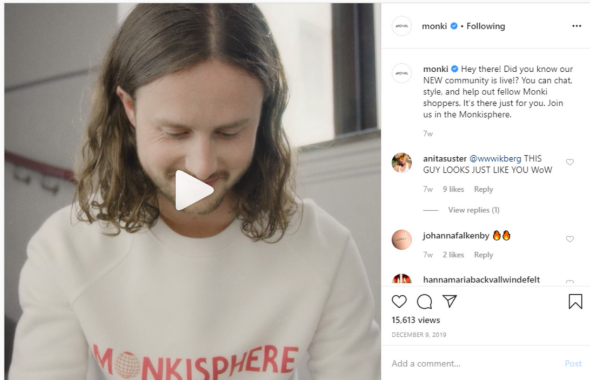 MONKISPHERE
monki • Following
monki Hey there! Did you know our
NEW community is live!? You can chat,
style, and help out fellow Monki
shoppers. It's there just for you. Join
us in the Monkisphere.
7w
anitasuster @wwwikberg THIS
GUY LOOKS JUST LIKE YOU WoW
7w 9 likes Reply
View replies (1)
johannafalkenby 🔥🔥
7w 2 likes Reply
hannamariabackvallwindefelt
15,613 views
DECEMBER 9, 2019
Add a comment...
Post